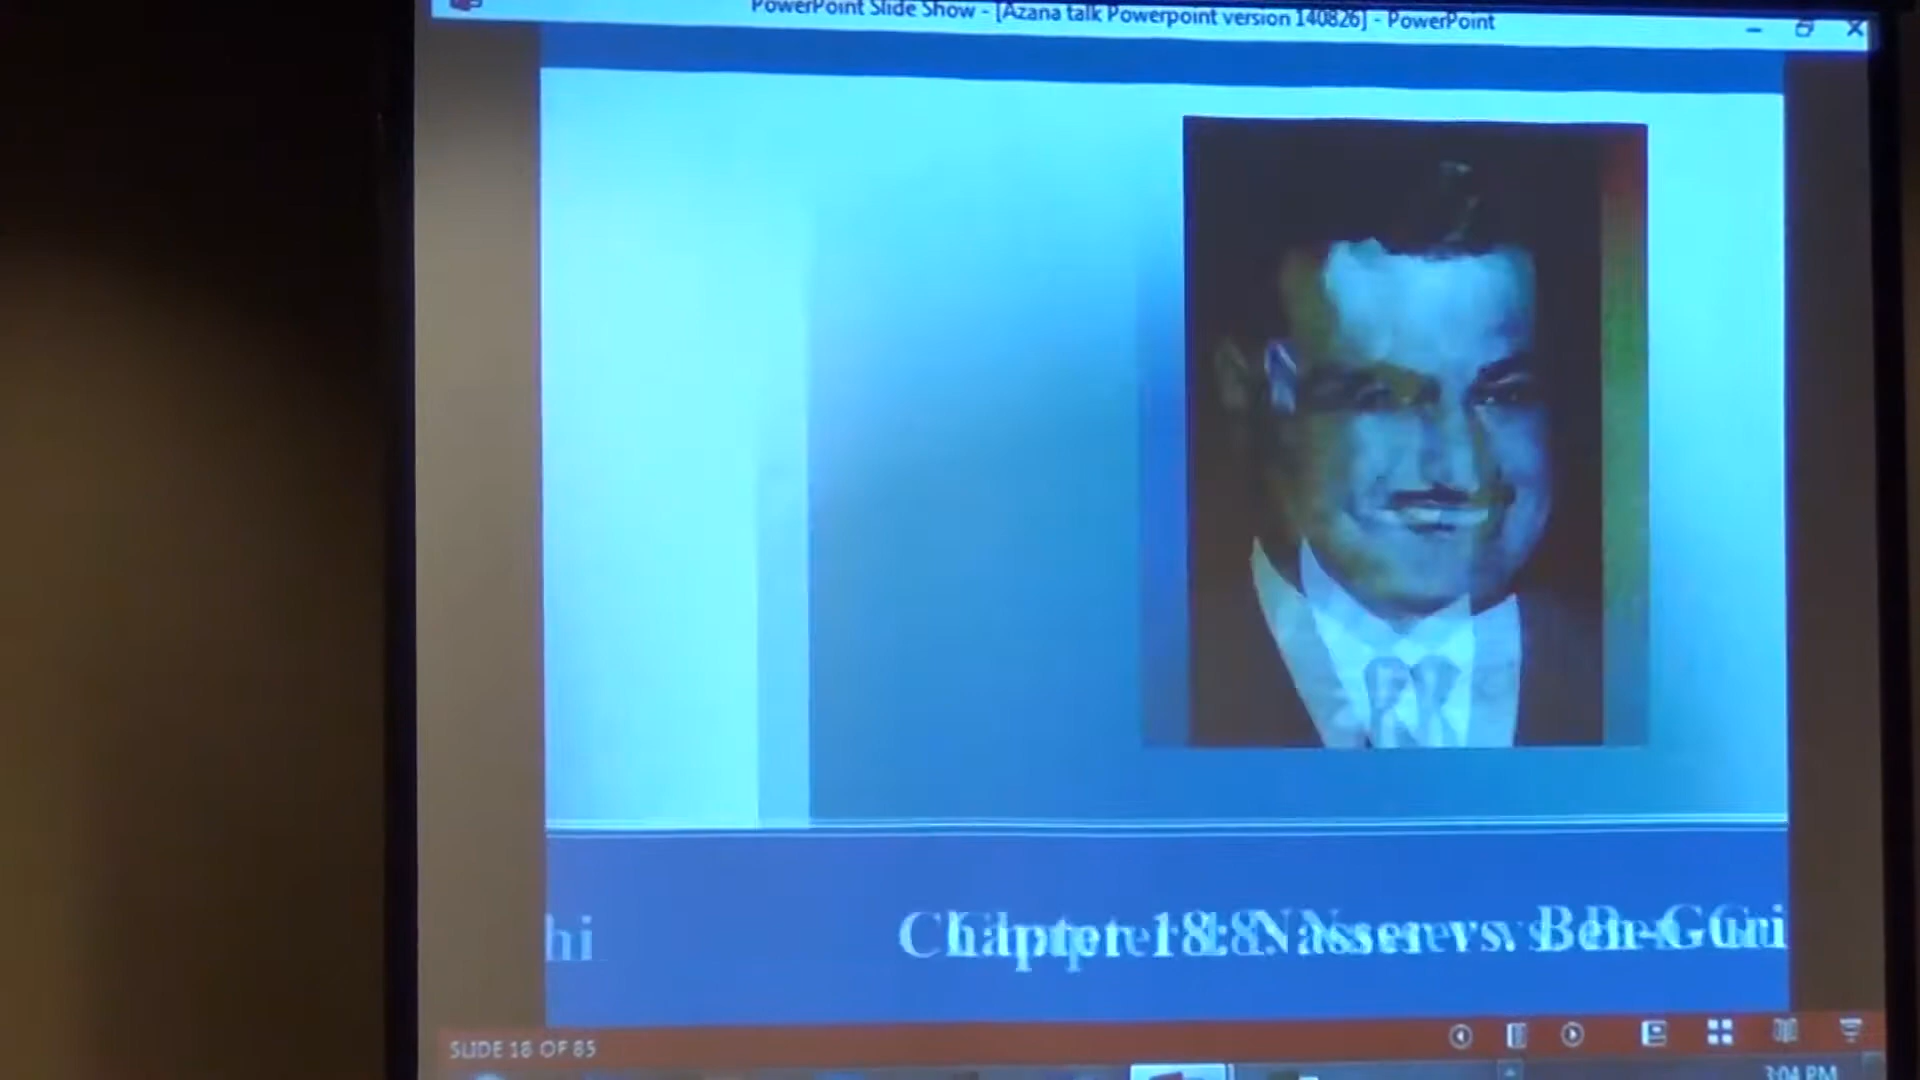 PowerPoint Slide Show - [Azana talk Powerpoint version 140826] - PowerPoint
hi
Chapter 18: Nasser vs. Ben-Guri
SLIDE 18 OF 85
3:04 PM